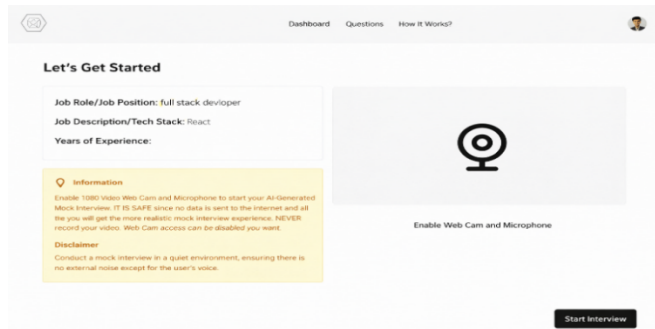 Dashboard Questions How It Works?
Let's Get Started
Job Role/Job Position: full stack devloper
Job Description/Tech Stack: React
Years of Experience:
Information
Enable 1080 Video Web Cam and Microphone to start your AI-Generated
Mock Interview. IT IS SAFE since no data is sent to the internet and all
the you will get the more realistic mock interview experience. NEVER
record your video. Web Cam access can be disabled you want.
Disclaimer
Conduct a mock interview in a quiet environment, ensuring there is
no external noise except for the user's voice.
Enable Web Cam and Microphone
Start Interview